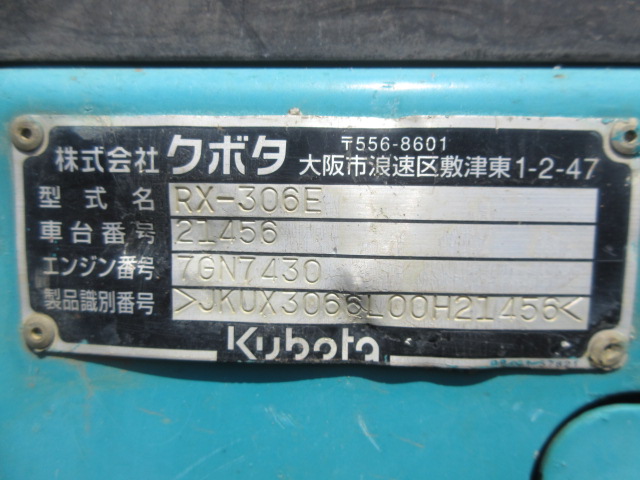 株式会社 クボタ 〒556-8601
大阪市浪速区敷津東1-2-47
型式名 RX-306E
車台番号 21456
エンジン番号 7GN7430
製品識別番号 >JKUX3066L00H21456<
Kubota